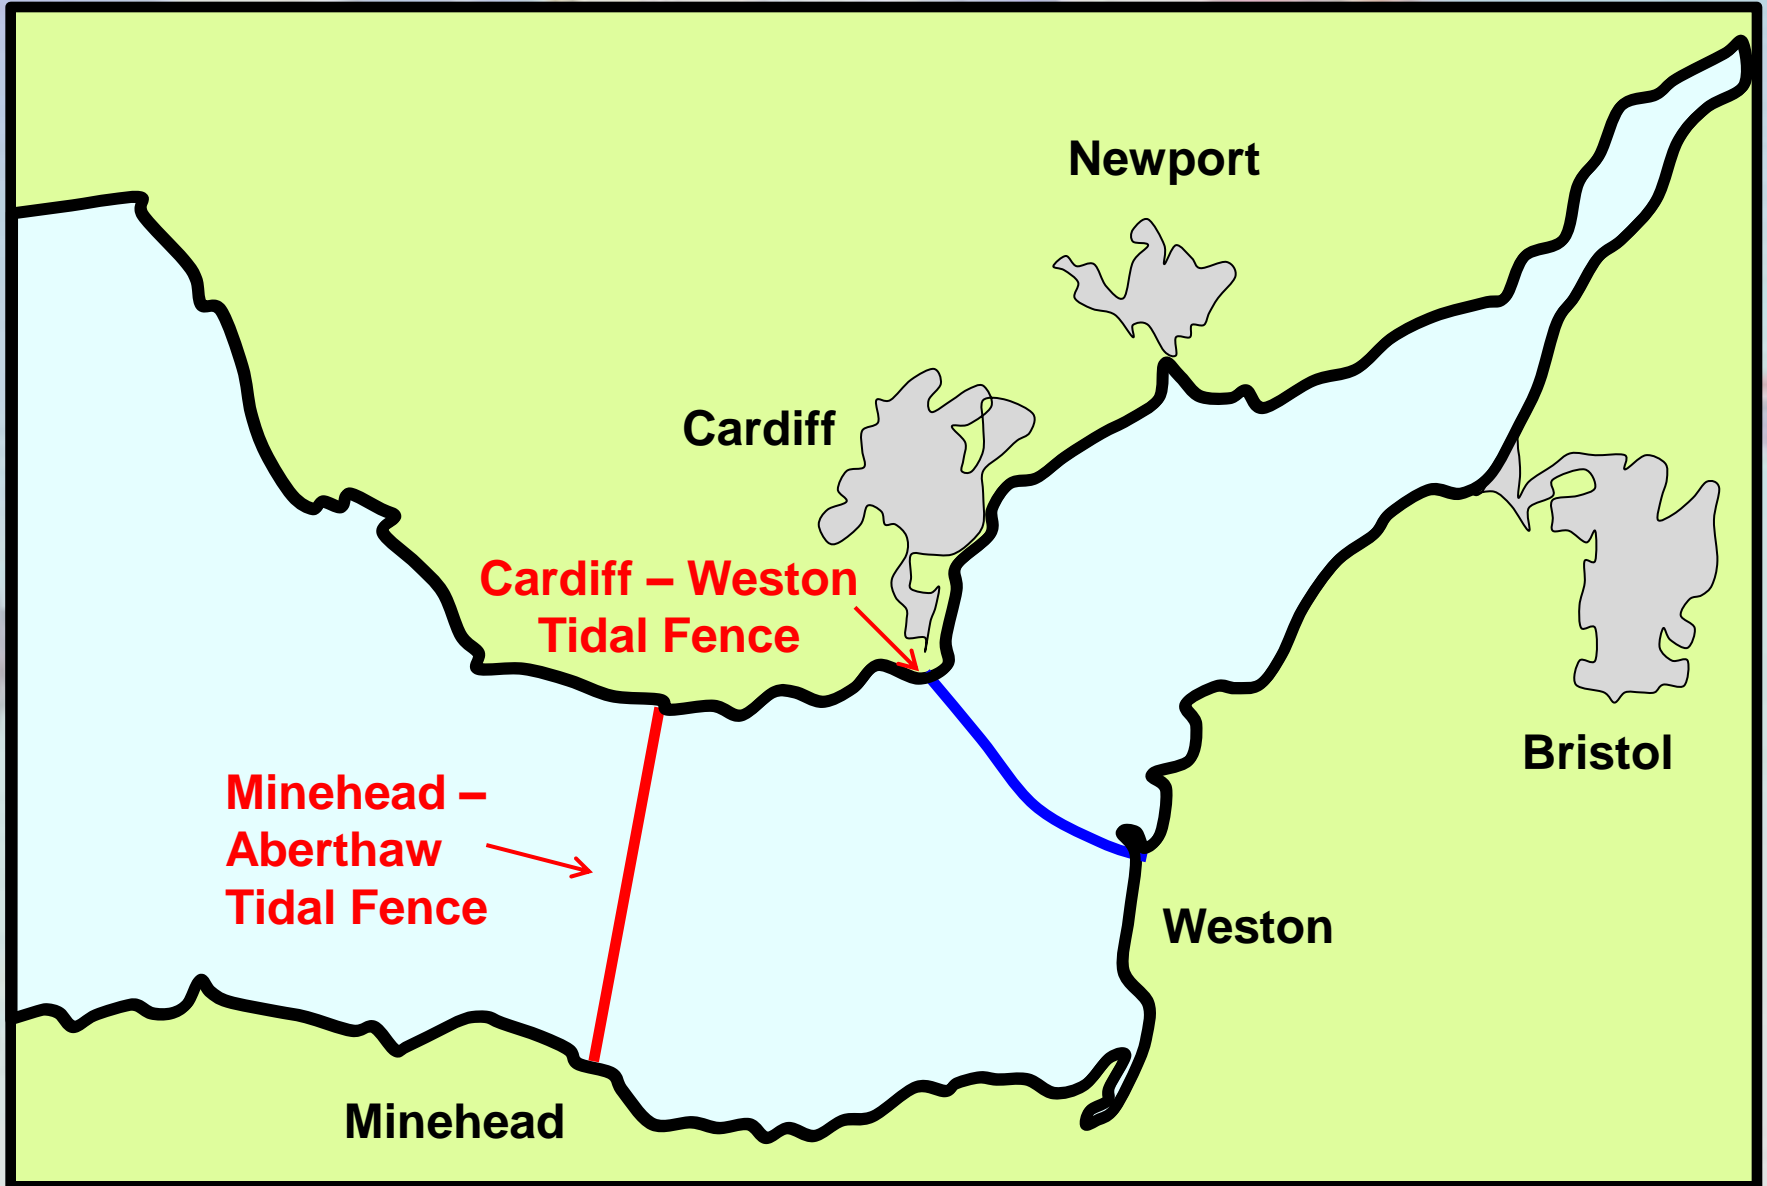 Newport
Cardiff
Cardiff – Weston
Tidal Fence
Bristol
Minehead –
Aberthaw
Tidal Fence
Weston
Minehead